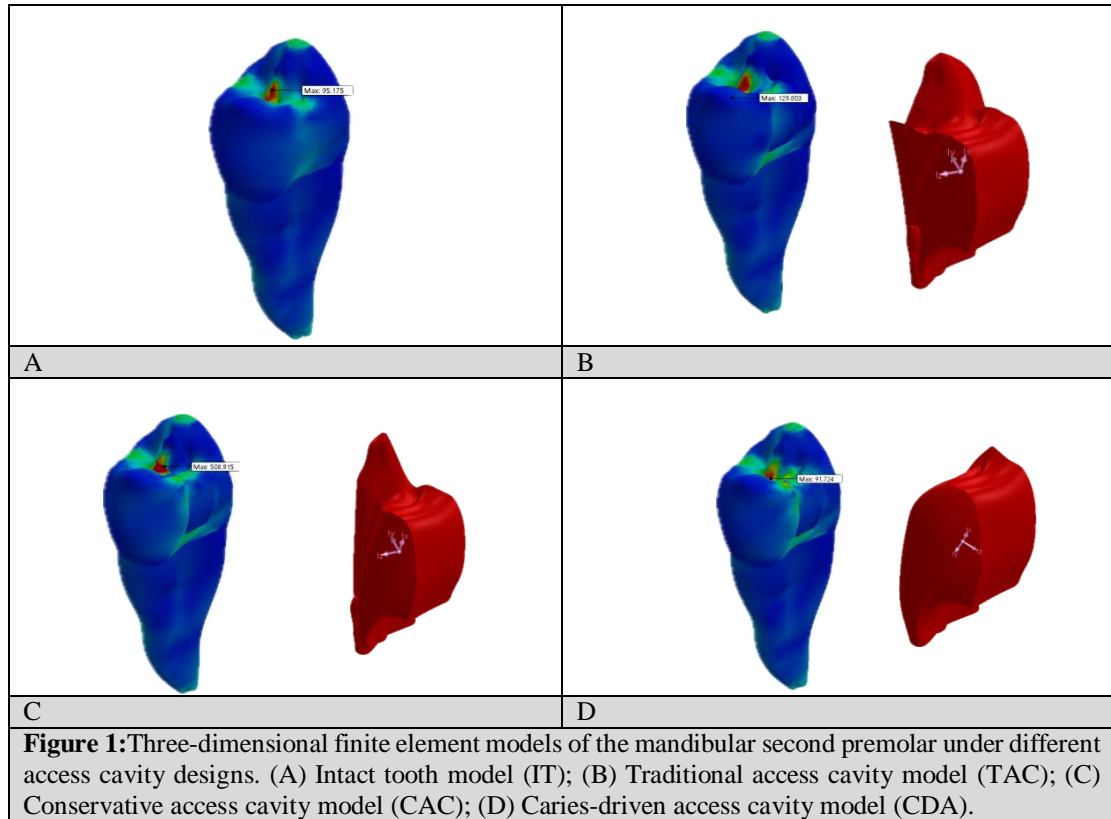 Max: 95.175
Max: 129.803
A
B
Max: 508.915
Max: 91.724
C
D
Figure 1:Three-dimensional finite element models of the mandibular second premolar under different
access cavity designs. (A) Intact tooth model (IT); (B) Traditional access cavity model (TAC); (C)
Conservative access cavity model (CAC); (D) Caries-driven access cavity model (CDA).